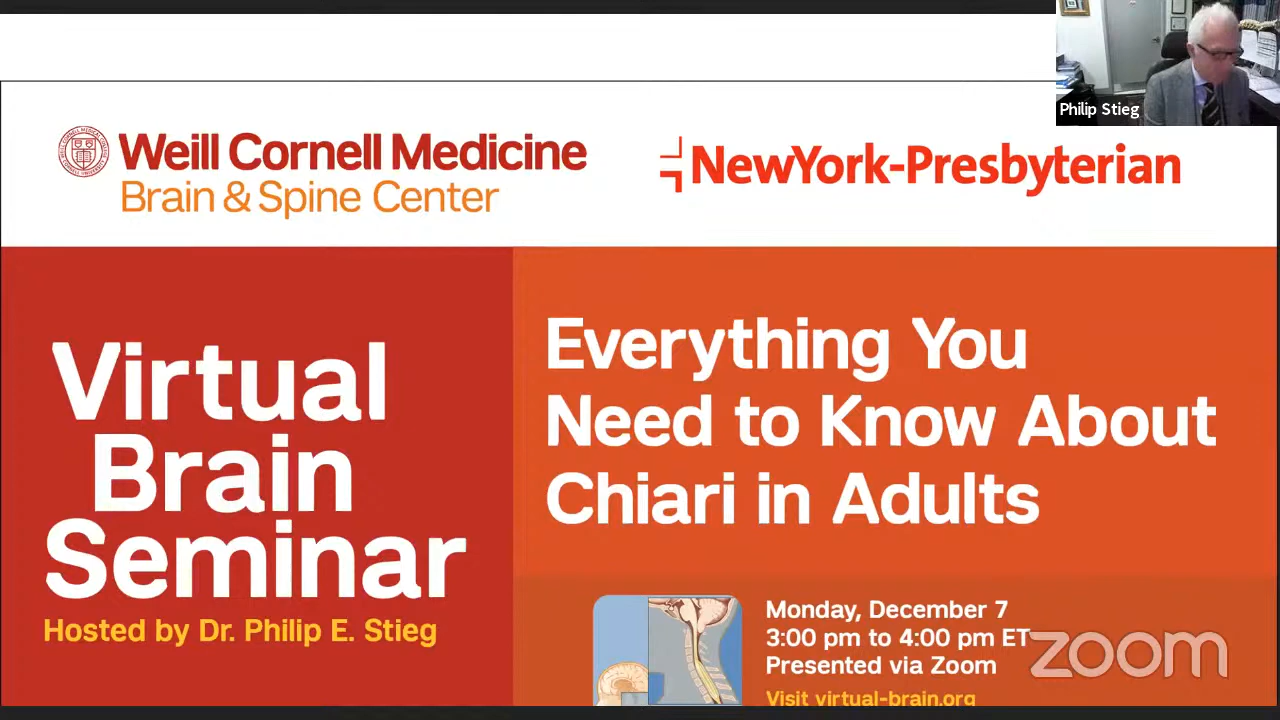 Philip Stieg
Weill Cornell Medicine
Brain & Spine Center
NewYork-Presbyterian
Virtual
Brain
Seminar
Hosted by Dr. Philip E. Stieg
Everything You
Need to Know About
Chiari in Adults
Monday, December 7
3:00 pm to 4:00 pm ET
Presented via Zoom
Visit virtual-brain.org
zoom